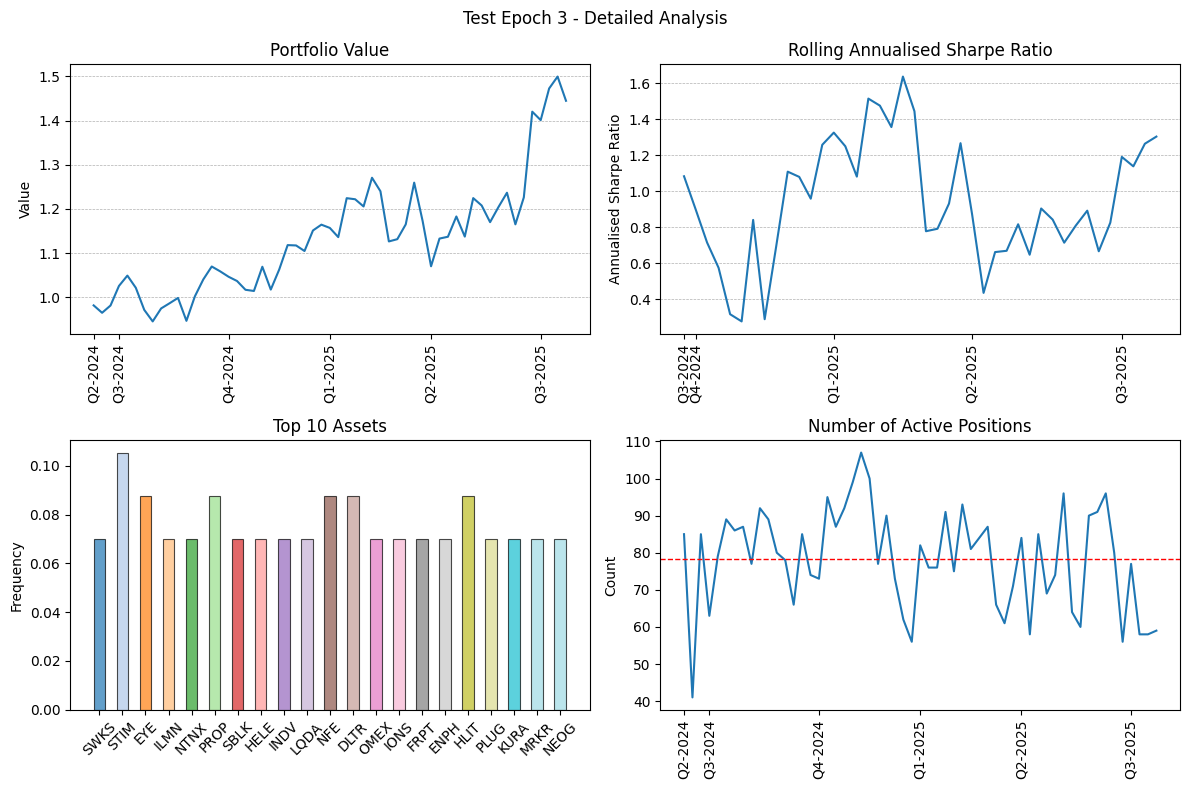 Test Epoch 3 - Detailed Analysis
Portfolio Value
Value
1.5
1.4
1.3
1.2
1.1
1.0
Q2-2024
Q3-2024
Q4-2024
Q1-2025
Q2-2025
Q3-2025
Rolling Annualised Sharpe Ratio
Annualised Sharpe Ratio
1.6
1.4
1.2
1.0
0.8
0.6
0.4
Q3-2024
Q4-2024
Q1-2025
Q2-2025
Q3-2025
Top 10 Assets
Frequency
0.10
0.08
0.06
0.04
0.02
0.00
SWKS
STIM
EYE
ILMN
NTNX
PROP
SBLK
HELE
INDV
LQDA
NFE
DLTR
OMEX
IONS
FRPT
ENPH
HLIT
PLUG
KURA
MRKR
NEOG
Number of Active Positions
Count
110
100
90
80
70
60
50
40
Q2-2024
Q3-2024
Q4-2024
Q1-2025
Q2-2025
Q3-2025